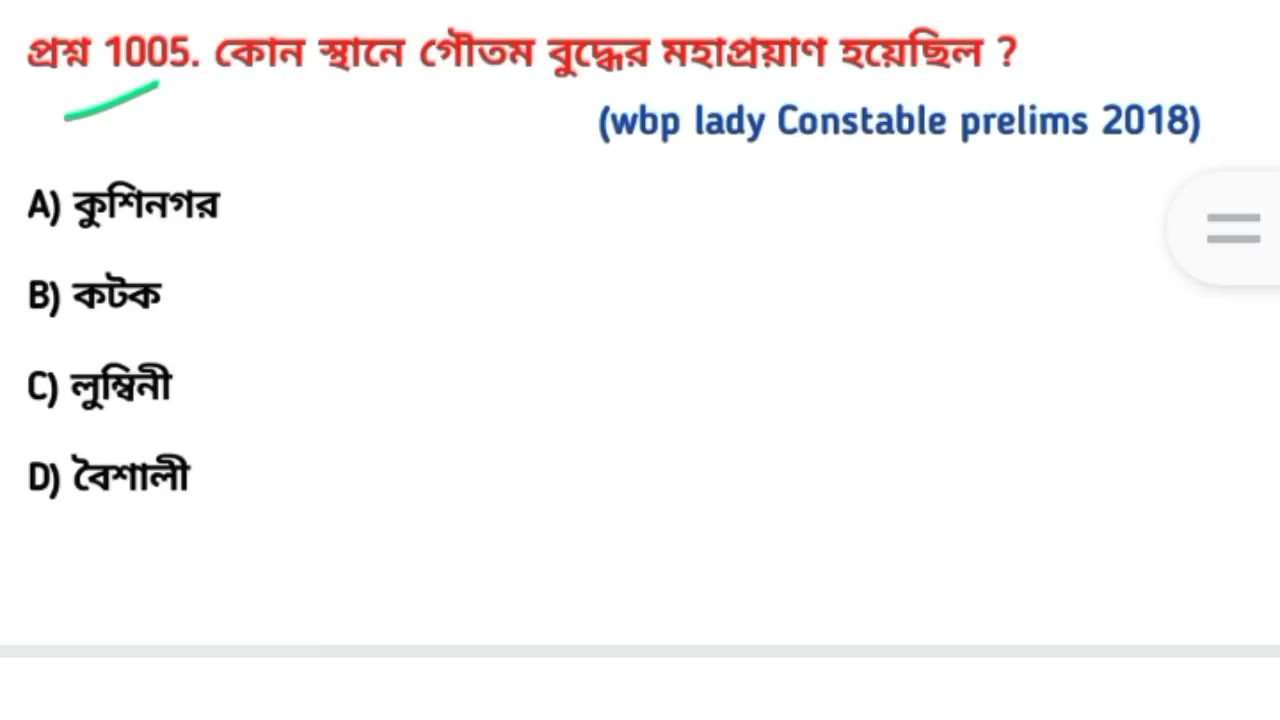 প্রশ্ন 1005. কোন স্থানে গৌতম বুদ্ধের মহাপ্রয়াণ হয়েছিল ?
(wbp lady Constable prelims 2018)
A) কুশিনগর
B) কটক
C) লুম্বিনী
D) বৈশালী